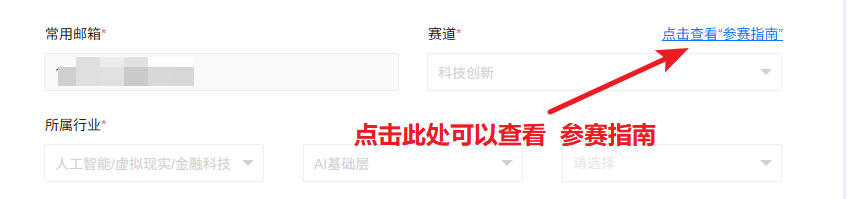 常用邮箱*
赛道* 点击查看“参赛指南”
科技创新
所属行业*
点击此处可以查看 参赛指南
人工智能/虚拟现实/金融科技 AI基础层 请选择